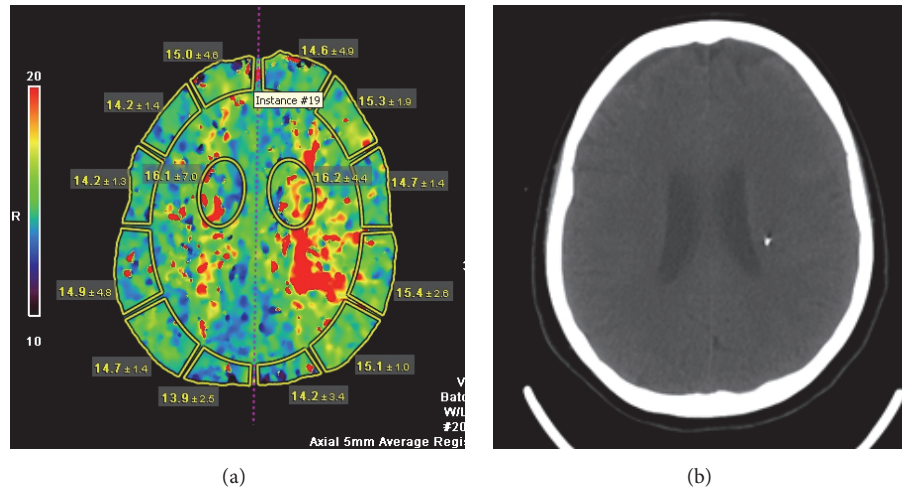 15.0 ± 4.6
14.6 ± 4.9
20
Instance #19
14.2 ± 1.4
15.3 ± 1.9
14.2 ± 1.3
16.1 ± 7.0
16.2 ± 4.4
14.7 ± 1.4
R
14.9 ± 4.8
15.4 ± 2.6
10
14.7 ± 1.4
15.1 ± 1.0
13.9 ± 2.5
14.2 ± 3.4
V
Batc
W/L
#20
Axial 5mm Average Regis
(a)
(b)